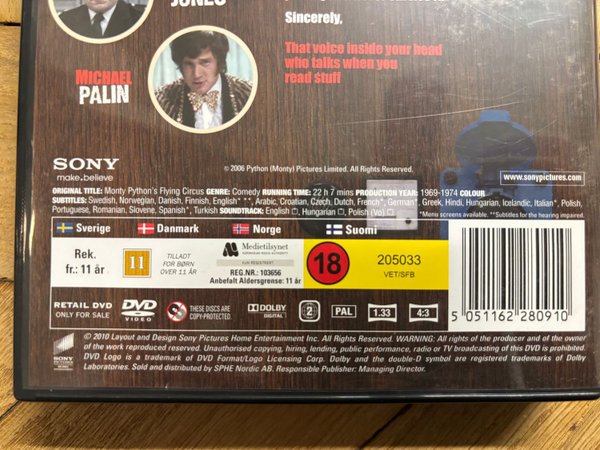 JONES
Sincerely,
That voice inside your head
who talks when you
read $tuff
MICHAEL
PALIN
SONY
make.believe
© 2006 Python (Monty) Pictures Limited. All Rights Reserved.
www.sonypictures.com
ORIGINAL TITLE: Monty Python's Flying Circus GENRE: Comedy RUNNING TIME: 22 h 7 mins PRODUCTION YEAR: 1969-1974 COLOUR
SUBTITLES: Swedish, Norwegian, Danish, Finnish, English* **, Arabic, Croatian, Czech, Dutch, French*, German*, Greek, Hindi, Hungarian, Icelandic, Italian*, Polish,
Portuguese, Romanian, Slovene, Spanish*, Turkish SOUNDTRACK: English, Hungarian, Polish (Vo) *Menu screens available. **Subtitles for the hearing impaired.
Sverige Danmark Norge Suomi
Rek.
fr.: 11 år
11
TILLADT
FOR BØRN
OVER 11 ÅR
Medietilsynet
NORWEGIAN MEDIA AUTHORITY
KUN REGISTRERT
REG.NR.: 103656
Anbefalt Aldersgrense: 11 år
18
205033
VET/SFB
5 051162 280910
RETAIL DVD
ONLY FOR SALE
DVD
VIDEO
THESE DISCS ARE
COPY-PROTECTED
DOLBY
DIGITAL
2
PAL
1.33
4:3
© 2010 Layout and Design Sony Pictures Home Entertainment Inc. All Rights Reserved. WARNING: All rights of the producer and of the owner
of the work reproduced reserved. Unauthorised copying, hiring, lending, public performance, radio or TV broadcasting of this DVD is prohibited.
DVD Logo is a trademark of DVD Format/Logo Licensing Corp. Dolby and the double-D symbol are registered trademarks of Dolby
Laboratories. Sold and distributed by SPHE Nordic AB. Responsible Publisher: Managing Director.
SONY
PICTURES